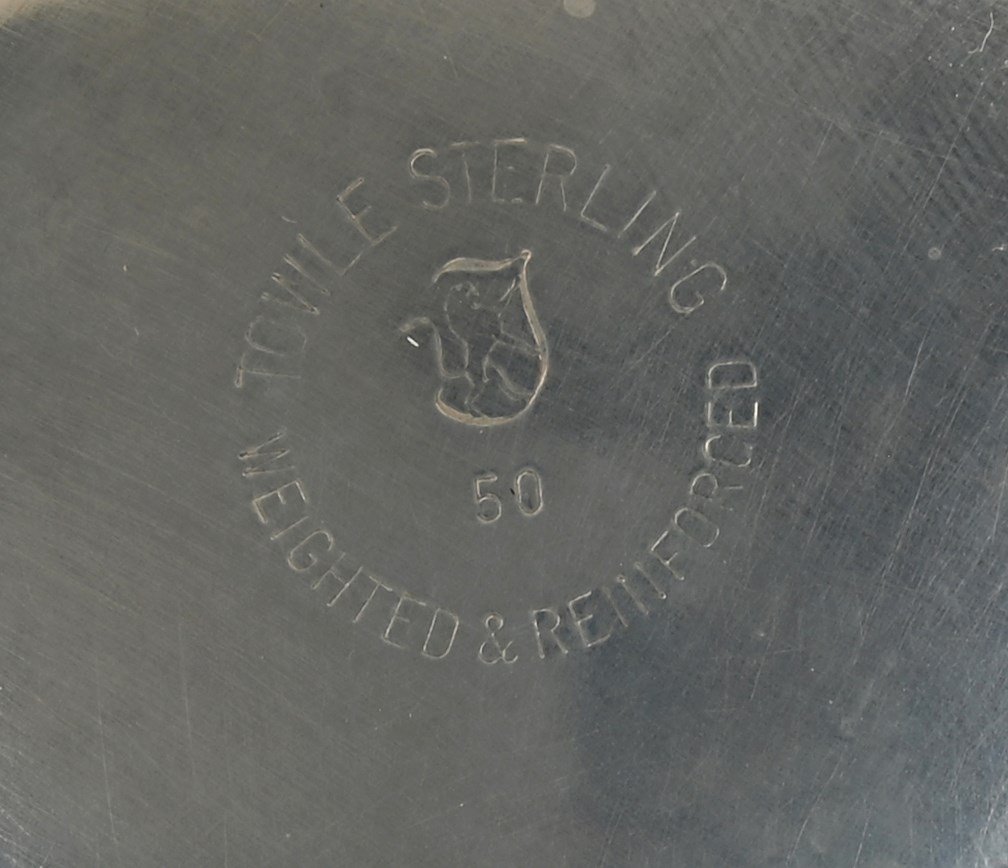 TOWLE STERLING
50
WEIGHTED & REINFORCED